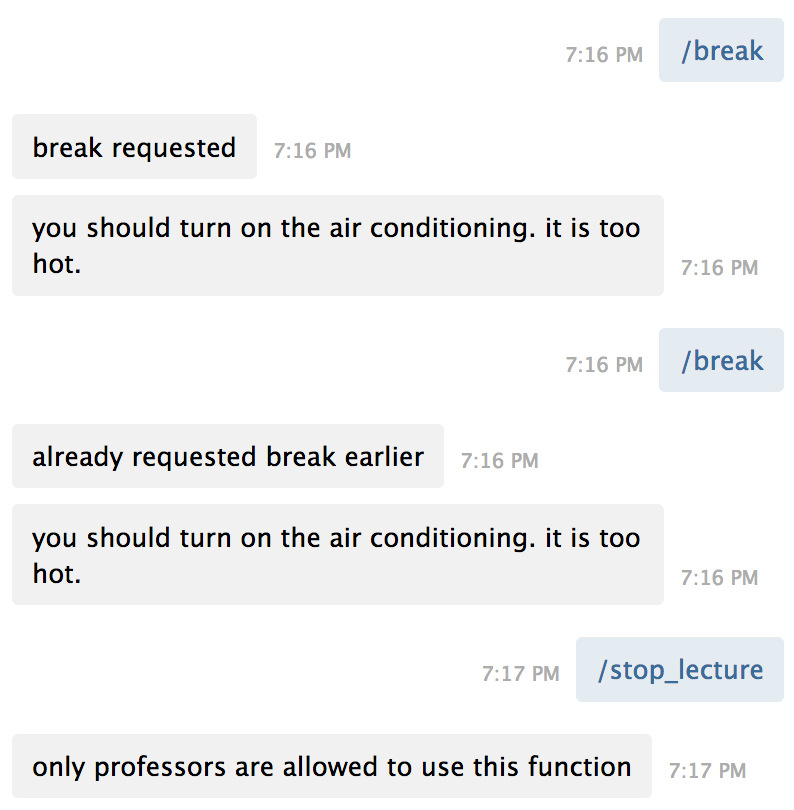 7:16 PM /break
break requested 7:16 PM
you should turn on the air conditioning. it is too
hot. 7:16 PM
7:16 PM /break
already requested break earlier 7:16 PM
you should turn on the air conditioning. it is too
hot. 7:16 PM
7:17 PM /stop_lecture
only professors are allowed to use this function 7:17 PM